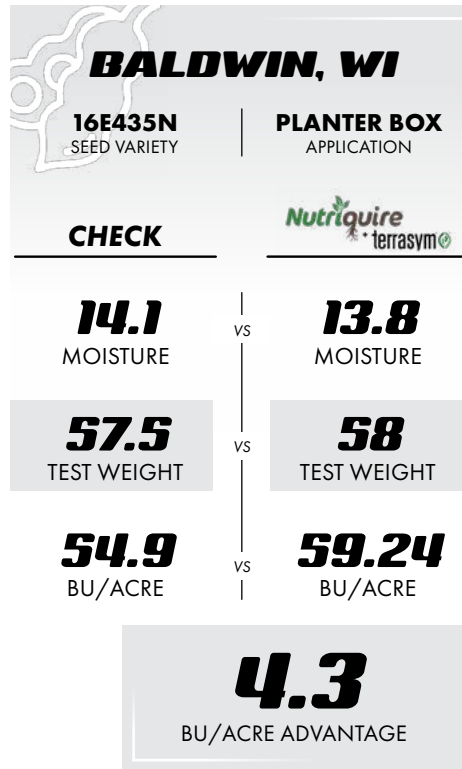 BALDWIN, WI
16E435N
SEED VARIETY
PLANTER BOX
APPLICATION
CHECK
Nutriquire
+ terrasym
14.1
MOISTURE
vs
13.8
MOISTURE
57.5
TEST WEIGHT
vs
58
TEST WEIGHT
54.9
BU/ACRE
vs
59.24
BU/ACRE
4.3
BU/ACRE ADVANTAGE